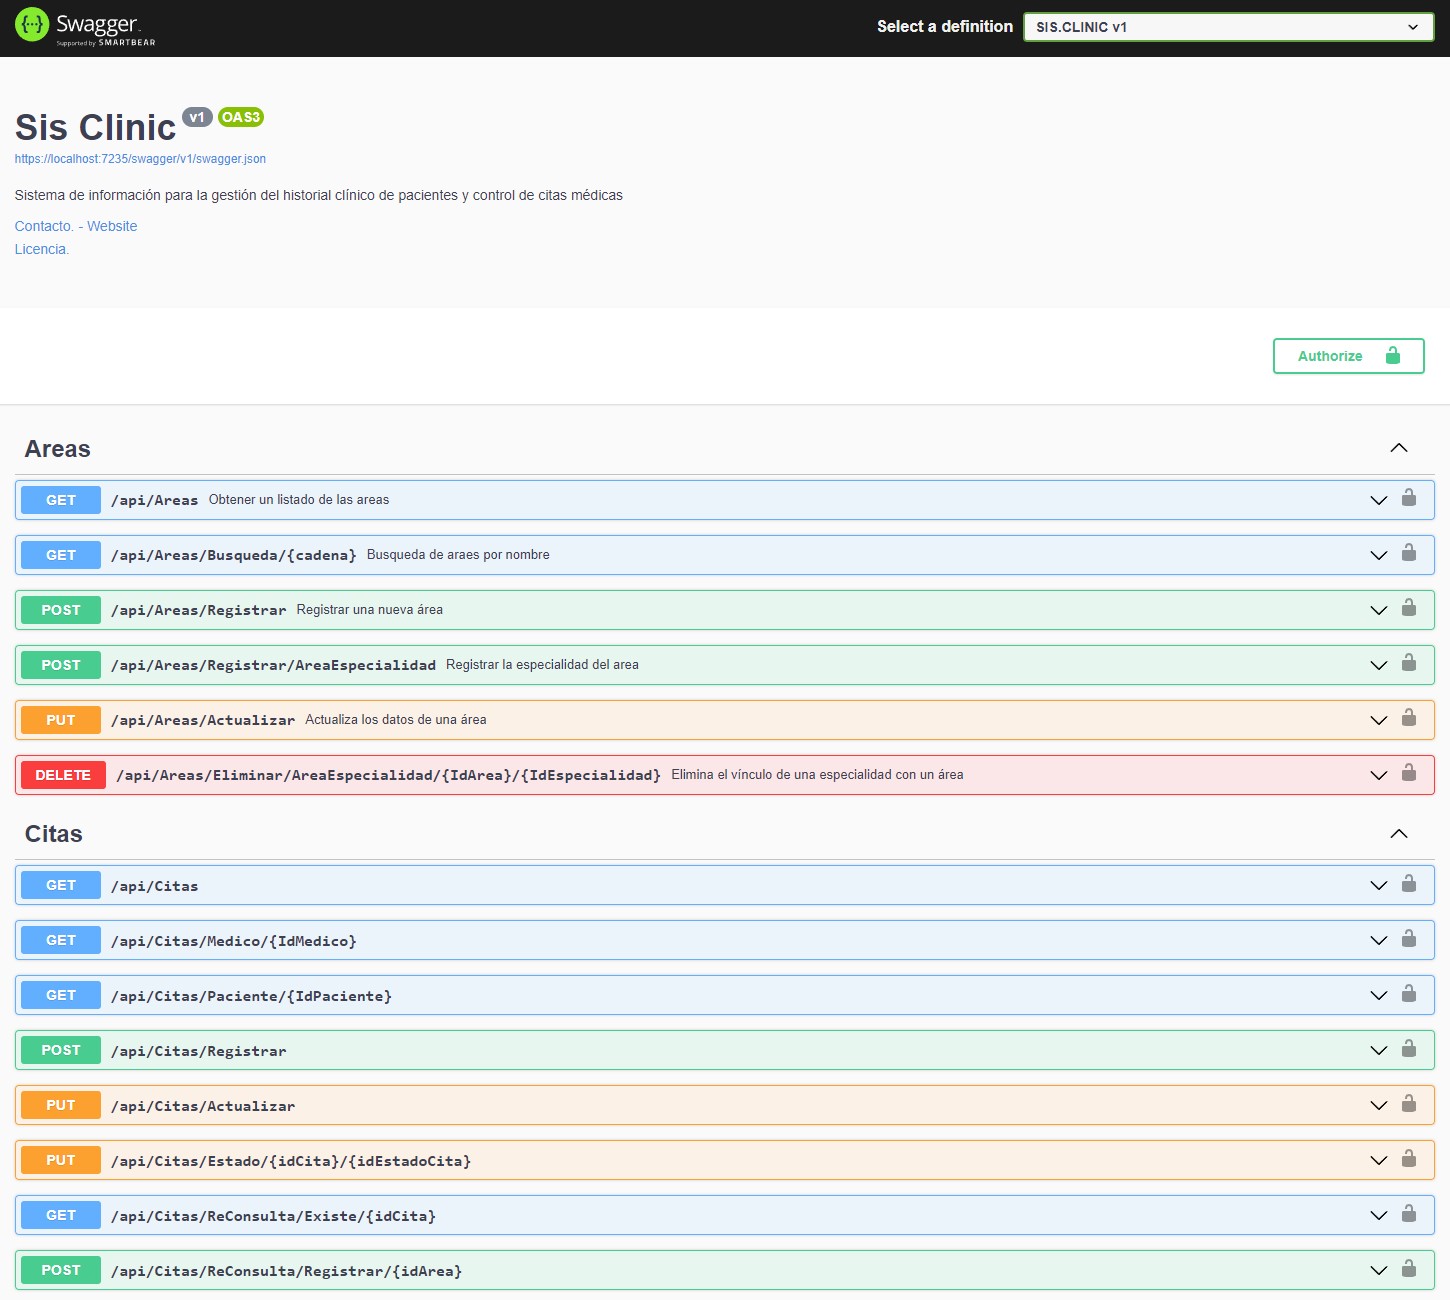 Swagger
Supported by SMARTBEAR
Select a definition
SIS.CLINIC v1
Sis Clinic v1 OAS3
https://localhost:7235/swagger/v1/swagger.json
Sistema de información para la gestión del historial clínico de pacientes y control de citas médicas
Contacto. - Website
Licencia.
Authorize
Areas
GET /api/Areas Obtener un listado de las areas
GET /api/Areas/Busqueda/{cadena} Busqueda de araes por nombre
POST /api/Areas/Registrar Registrar una nueva área
POST /api/Areas/Registrar/AreaEspecialidad Registrar la especialidad del area
PUT /api/Areas/Actualizar Actualiza los datos de una área
DELETE /api/Areas/Eliminar/AreaEspecialidad/{IdArea}/{IdEspecialidad} Elimina el vínculo de una especialidad con un área
Citas
GET /api/Citas
GET /api/Citas/Medico/{IdMedico}
GET /api/Citas/Paciente/{IdPaciente}
POST /api/Citas/Registrar
PUT /api/Citas/Actualizar
PUT /api/Citas/Estado/{idCita}/{idEstadoCita}
GET /api/Citas/ReConsulta/Existe/{idCita}
POST /api/Citas/ReConsulta/Registrar/{idArea}